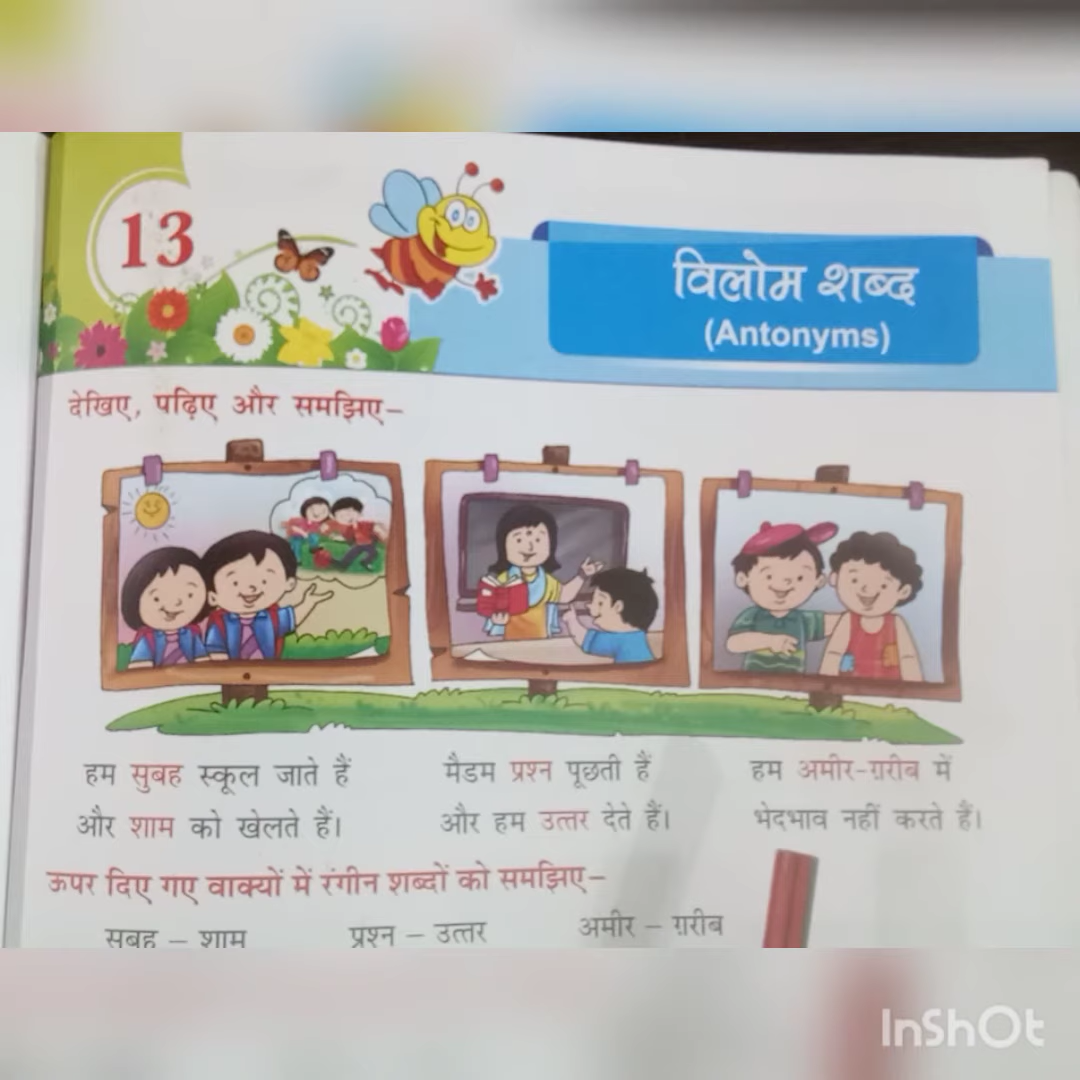 13
विलोम शब्द
(Antonyms)
देखिए, पढ़िए और समझिए–
हम सुबह स्कूल जाते हैं
और शाम को खेलते हैं।
मैडम प्रश्न पूछती हैं
और हम उत्तर देते हैं।
हम अमीर-ग़रीब में
भेदभाव नहीं करते हैं।
ऊपर दिए गए वाक्यों में रंगीन शब्दों को समझिए–
सुबह – शाम
प्रश्न – उत्तर
अमीर – ग़रीब
InShOt